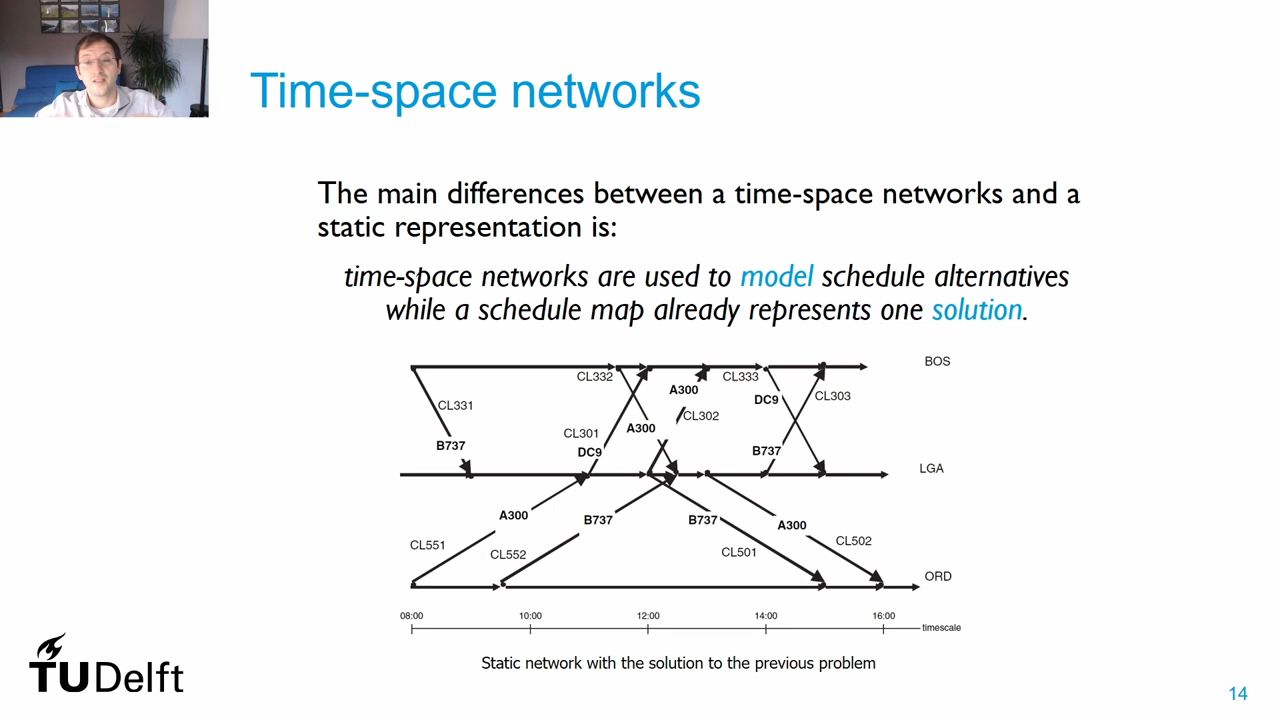 Time-space networks
The main differences between a time-space networks and a
static representation is:
time-space networks are used to model schedule alternatives
while a schedule map already represents one solution.
BOS
CL332
CL333
A300
CL303
DC9
CL331
CL302
A300
CL301
B737
B737
DC9
LGA
A300
B737
B737
A300
CL551
CL552
CL501
CL502
ORD
08:00 10:00 12:00 14:00 16:00
timescale
Static network with the solution to the previous problem
TU Delft
14